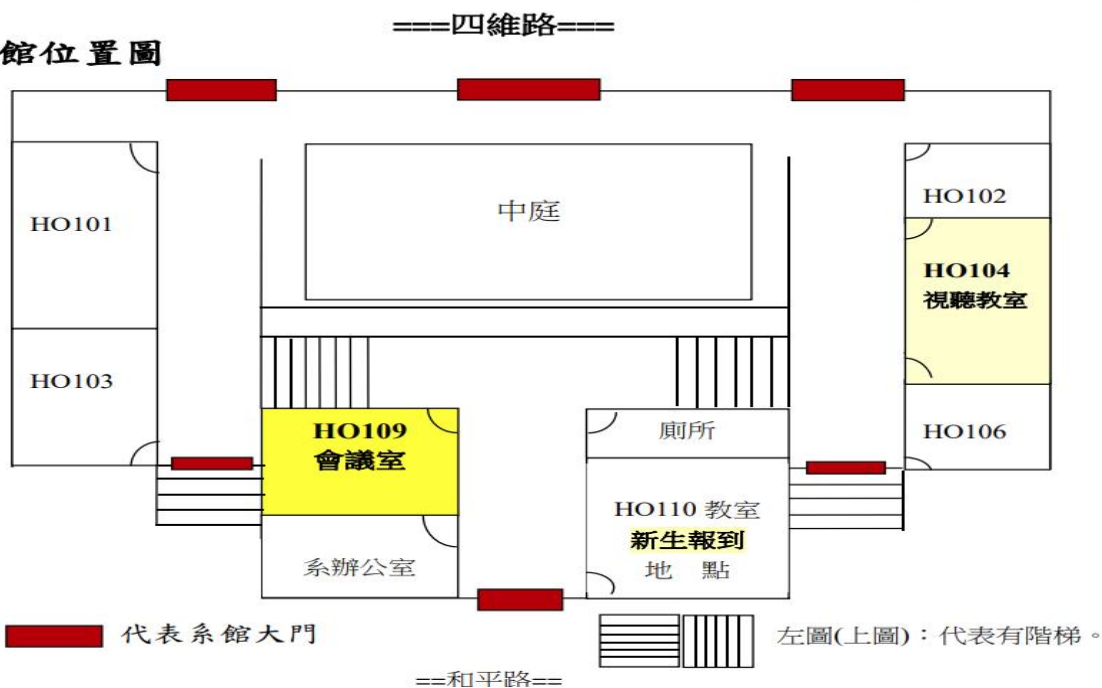 ===四維路===
館位置圖
HO101
中庭
HO102
HO104
視聽教室
HO103
HO109
會議室
廁所
HO106
HO110 教室
新生報到
地 點
系辦公室
代表系館大門
左圖(上圖)：代表有階梯。
==和平路==